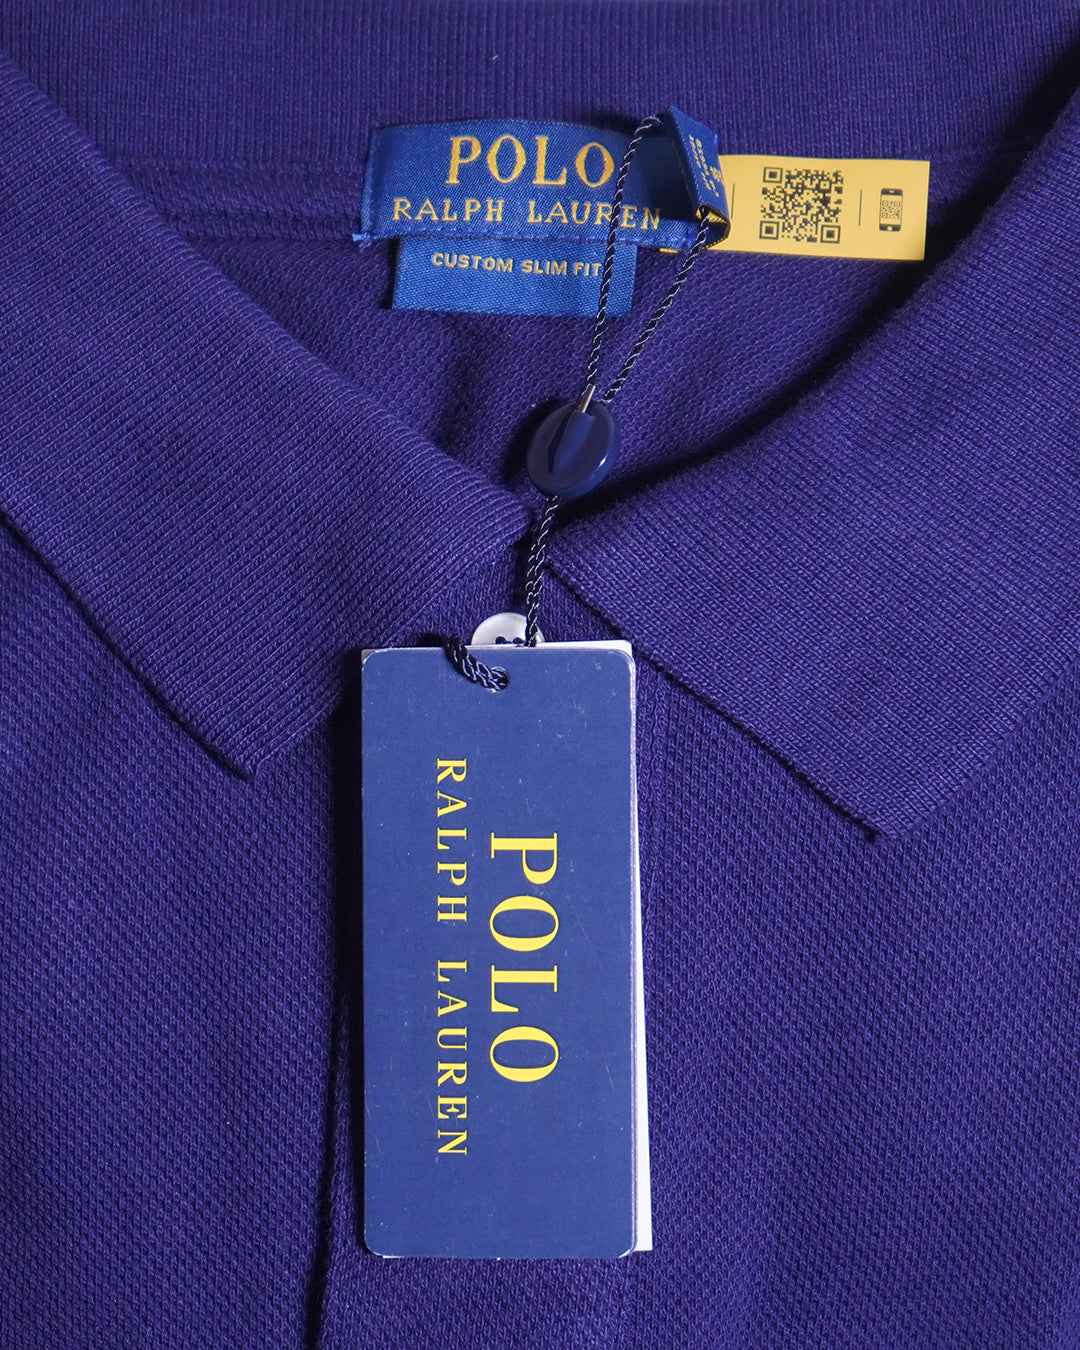 POLO
RALPH LAUREN
CUSTOM SLIM FIT
POLO
RALPH LAUREN